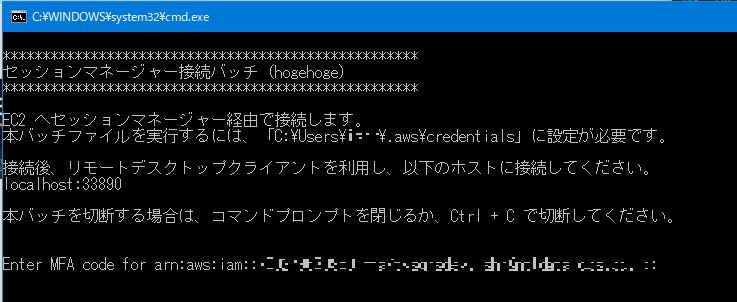 C:¥WINDOWS¥system32¥cmd.exe
****************************************************
セッションマネージャー接続バッチ (hogehoge)
****************************************************
EC2 へセッションマネージャー経由で接続します。
本バッチファイルを実行するには、「C:¥Users¥ ¥.aws¥credentials」に設定が必要です。
接続後、リモートデスクトップクライアントを利用し、以下のホストに接続してください。
localhost:33890
本バッチを切断する場合は、コマンドプロンプトを閉じるか、Ctrl + C で切断してください。
Enter MFA code for arn:aws:iam::